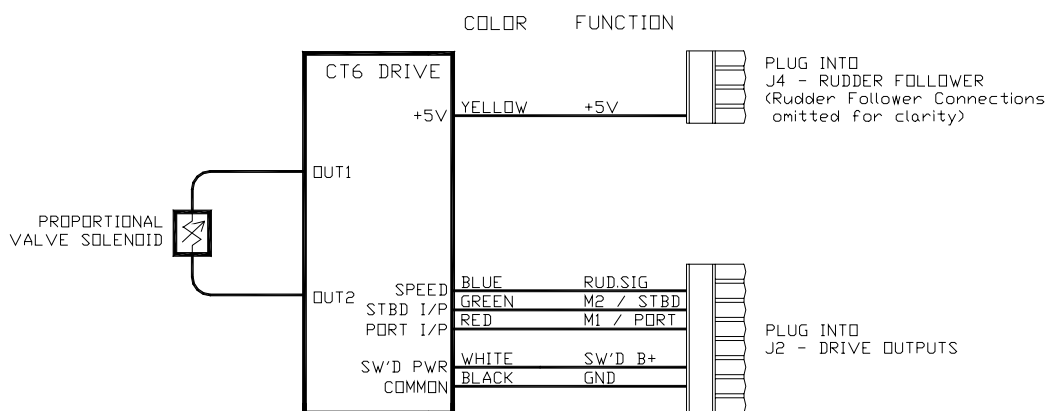 COLOR FUNCTION
CT6 DRIVE
PLUG INTO
J4 - RUDDER FOLLOWER
(Rudder Follower Connections
omitted for clarity)
+5V YELLOW +5V
OUT1
PROPORTIONAL
VALVE SOLENOID
OUT2
SPEED BLUE RUD.SIG
STBD I/P GREEN M2 / STBD
PORT I/P RED M1 / PORT
PLUG INTO
J2 - DRIVE OUTPUTS
SW'D PWR WHITE SW'D B+
COMMON BLACK GND